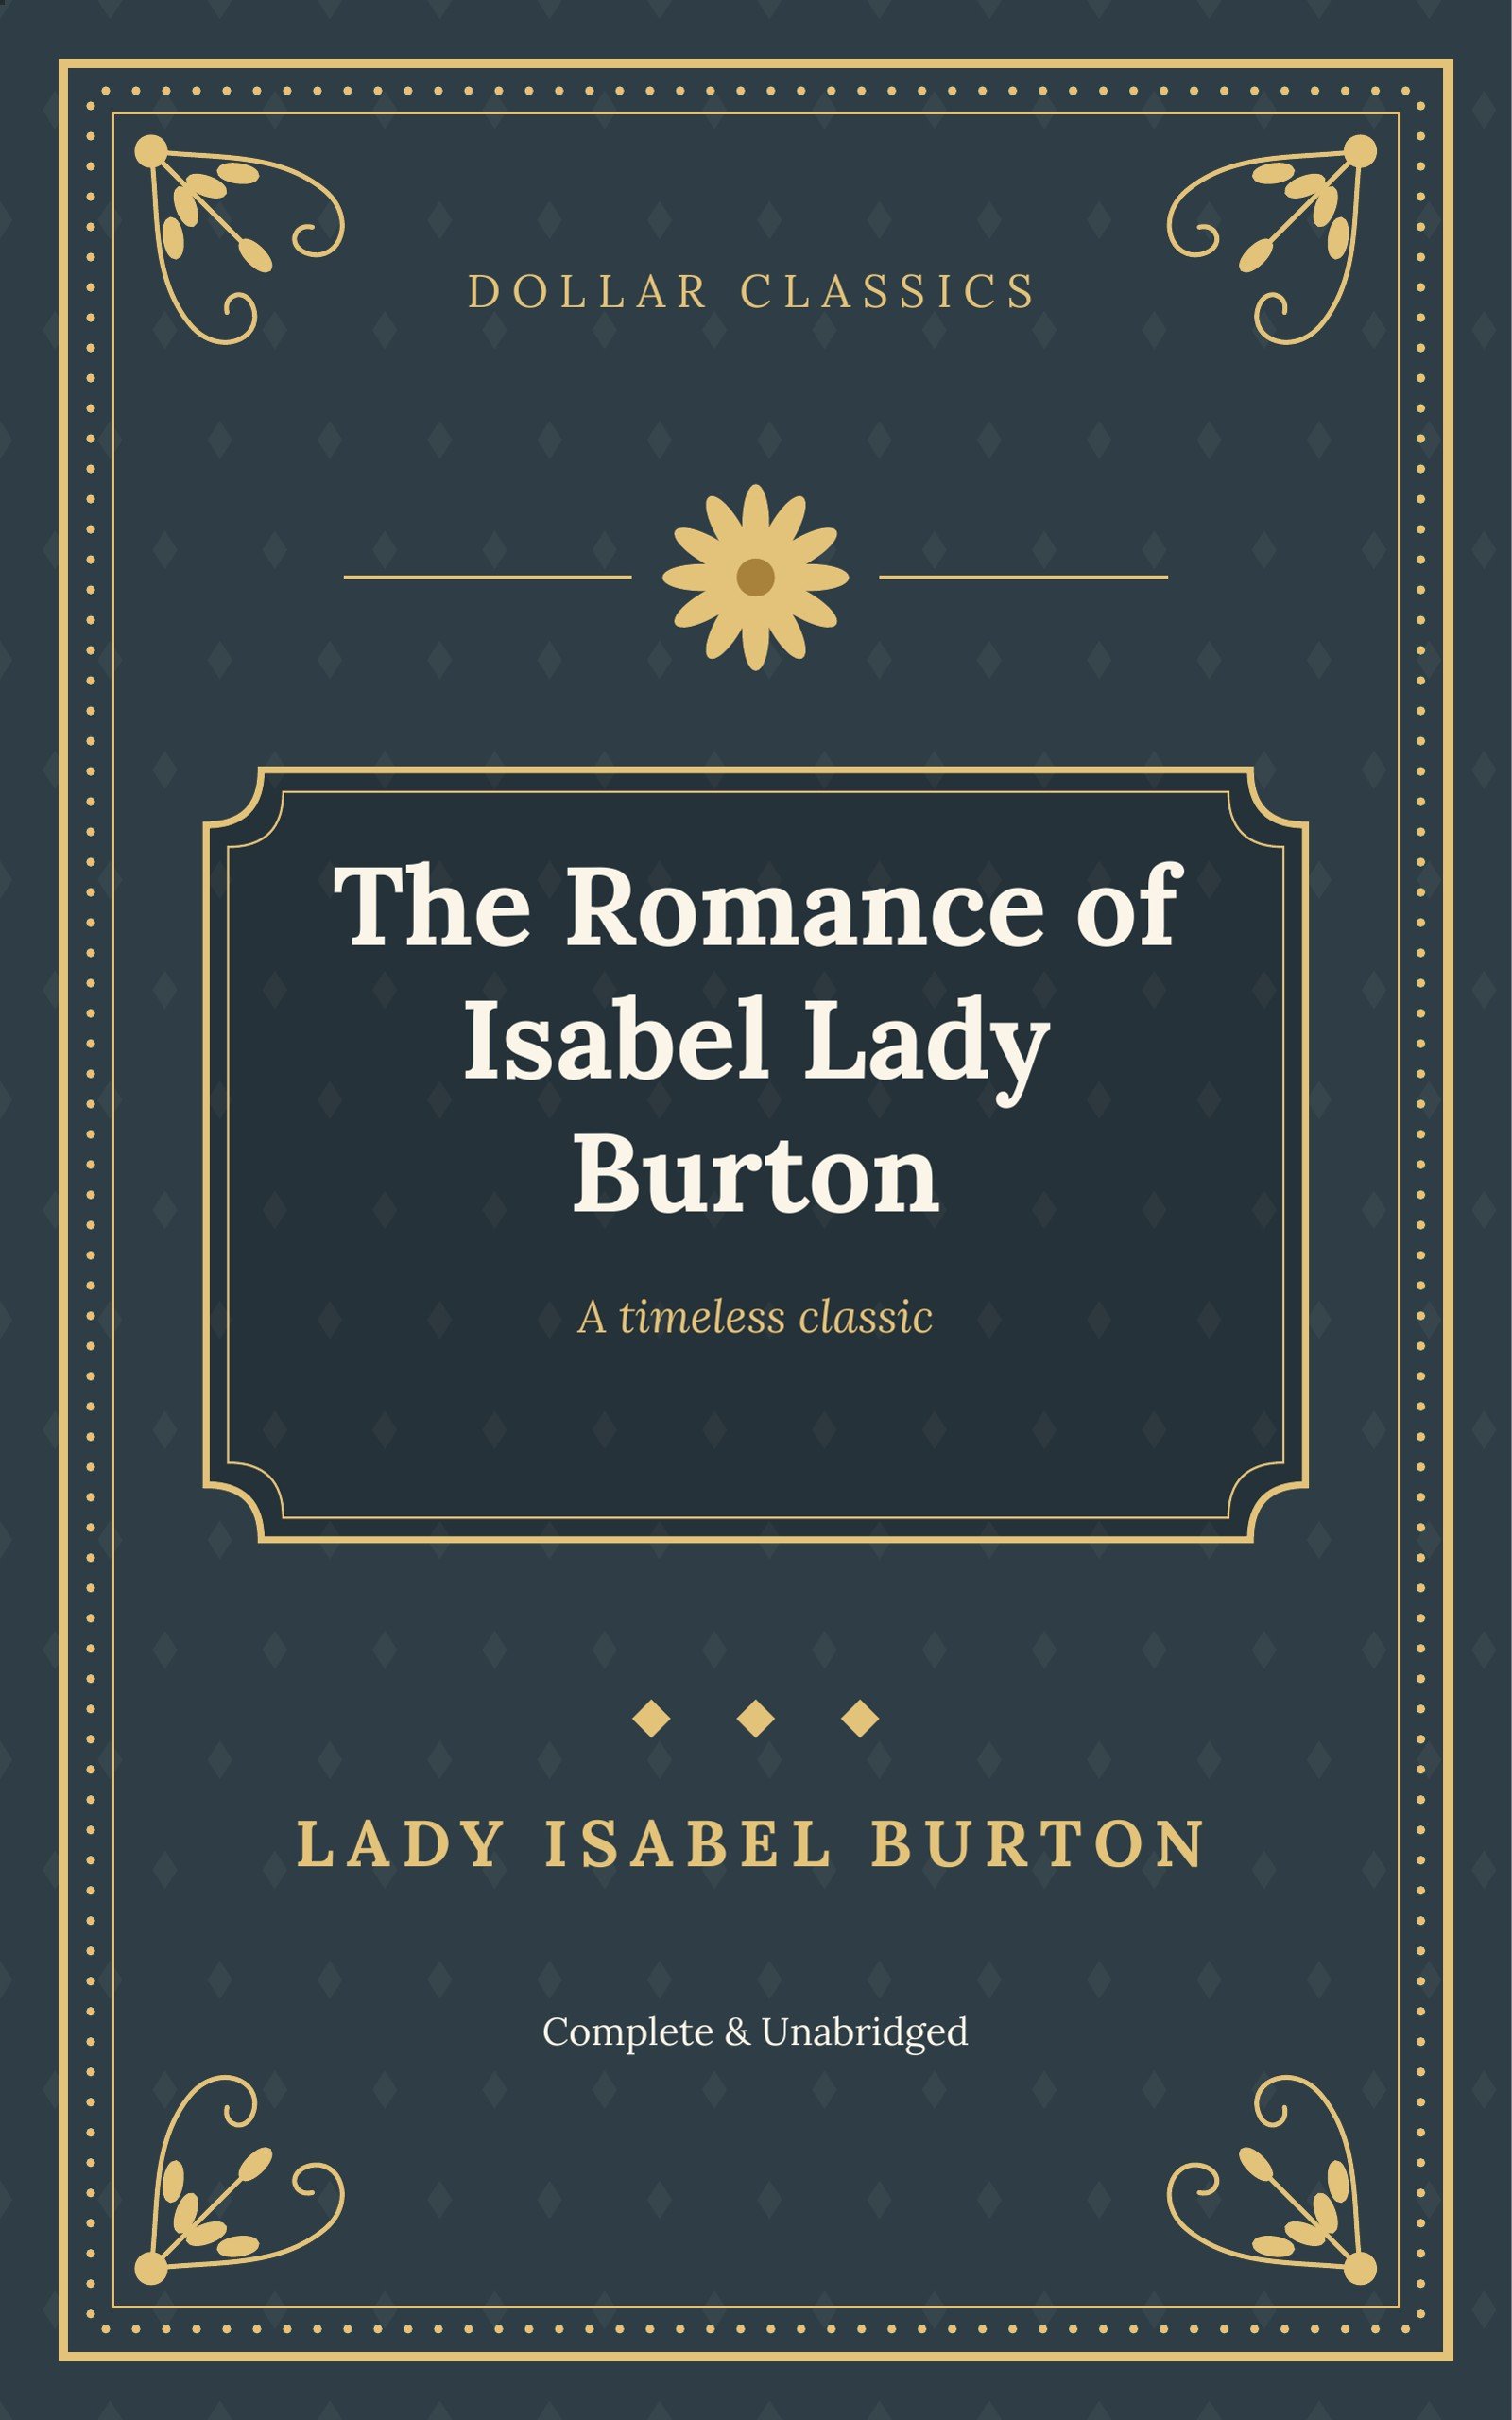 DOLLAR CLASSICS
The Romance of
Isabel Lady
Burton
A timeless classic
LADY ISABEL BURTON
Complete & Unabridged